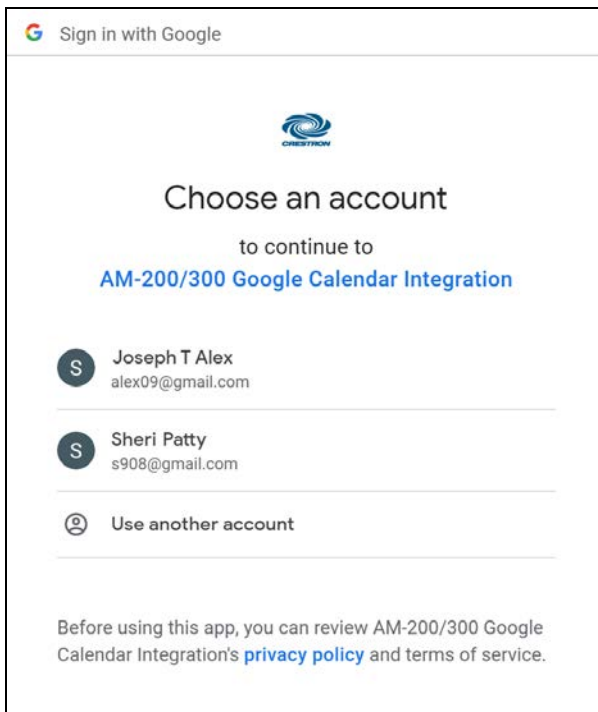 Sign in with Google
CRESTRON
Choose an account
to continue to
AM-200/300 Google Calendar Integration
S
Joseph T Alex
alex09@gmail.com
S
Sheri Patty
s908@gmail.com
Use another account
Before using this app, you can review AM-200/300 Google
Calendar Integration's privacy policy and terms of service.